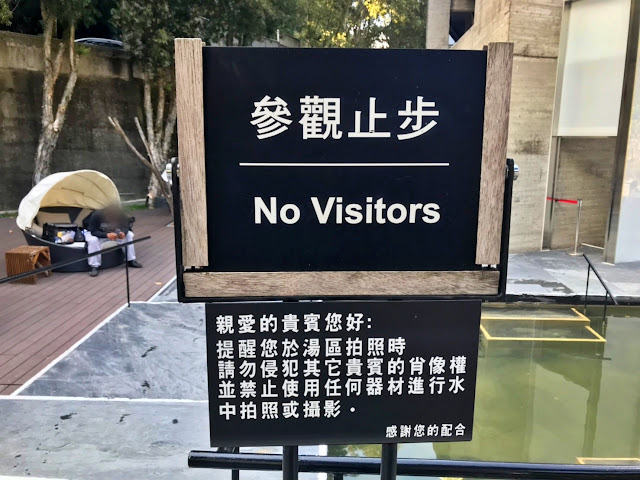 參觀止步
No Visitors
親愛的貴賓您好:
提醒您於湯區拍照時
請勿侵犯其它貴賓的肖像權
並禁止使用任何器材進行水
中拍照或攝影。
感謝您的配合